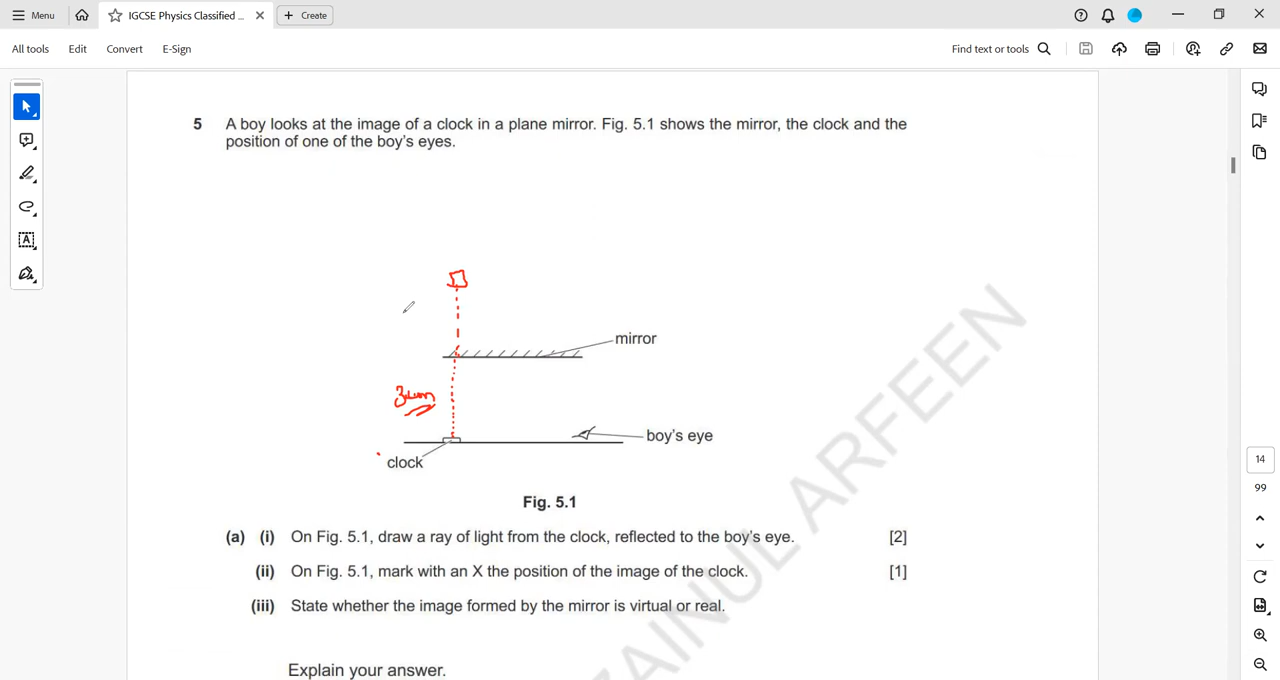 Menu
IGCSE Physics Classified ...
Create
All tools
Edit
Convert
E-Sign
Find text or tools
5 A boy looks at the image of a clock in a plane mirror. Fig. 5.1 shows the mirror, the clock and the
position of one of the boy's eyes.
mirror
3cm
boy's eye
clock
Fig. 5.1
(a) (i) On Fig. 5.1, draw a ray of light from the clock, reflected to the boy's eye. [2]
(ii) On Fig. 5.1, mark with an X the position of the image of the clock. [1]
(iii) State whether the image formed by the mirror is virtual or real.
Explain your answer.
ZAINUL ARFEEN
14
99